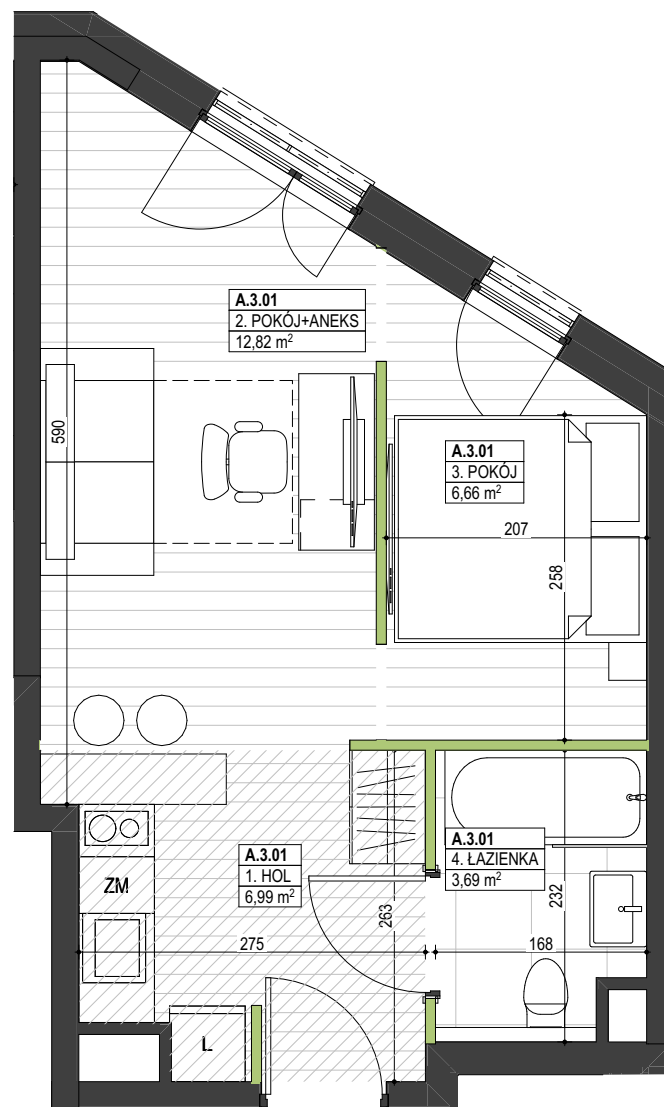 A.3.01
2. POKÓJ+ANEKS
12,82 m²
590
A.3.01
3. POKÓJ
6,66 m²
207
258
A.3.01
1. HOL
6,99 m²
A.3.01
4. ŁAZIENKA
3,69 m²
ZM
275
263
232
168
L